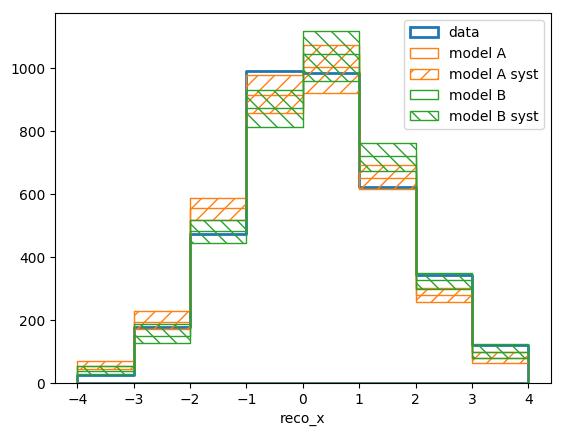 data
model A
model A syst
model B
model B syst
1000
800
600
400
200
0
−4 −3 −2 −1 0 1 2 3 4
reco_x